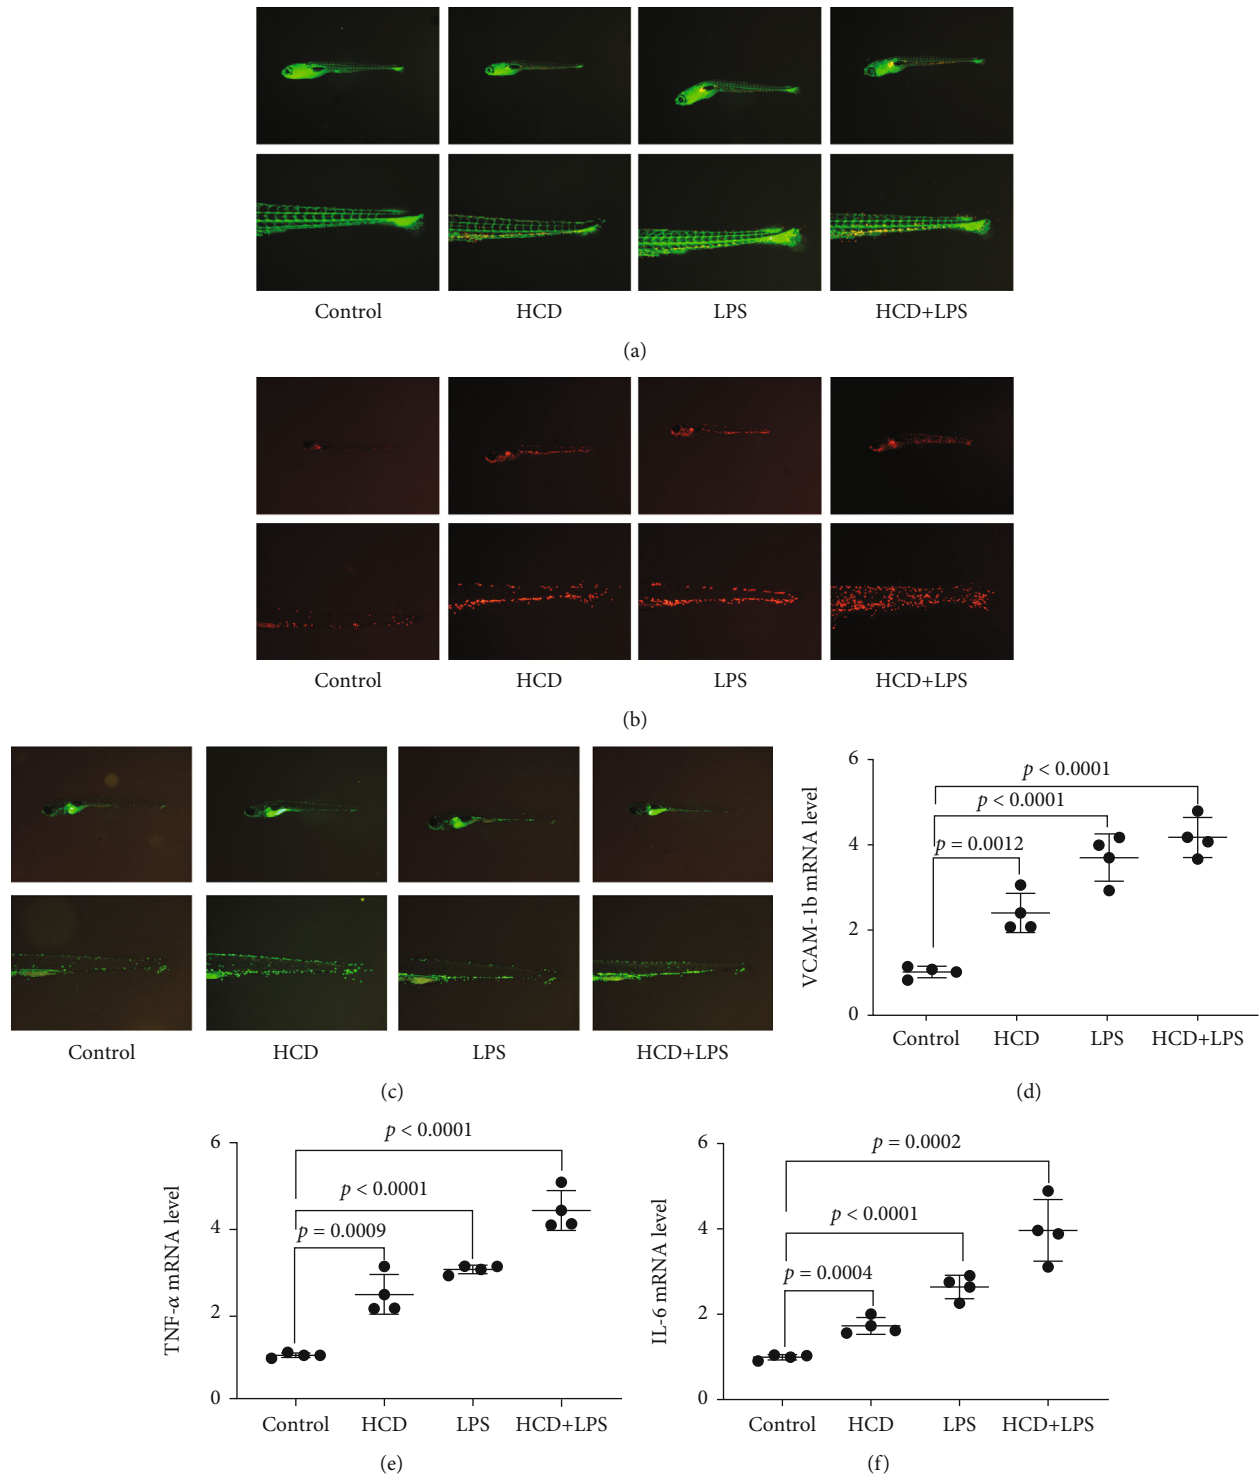 Control HCD LPS HCD+LPS
(a)
Control HCD LPS HCD+LPS
(b)
Control HCD LPS HCD+LPS
(c)
VCAM-1b mRNA level
6
4
2
0
p < 0.0001
p < 0.0001
p = 0.0012
Control HCD LPS HCD+LPS
(d)
TNF-α mRNA level
6
4
2
0
p < 0.0001
p < 0.0001
p = 0.0009
Control HCD LPS HCD+LPS
(e)
IL-6 mRNA level
6
4
2
0
p = 0.0002
p < 0.0001
p = 0.0004
Control HCD LPS HCD+LPS
(f)